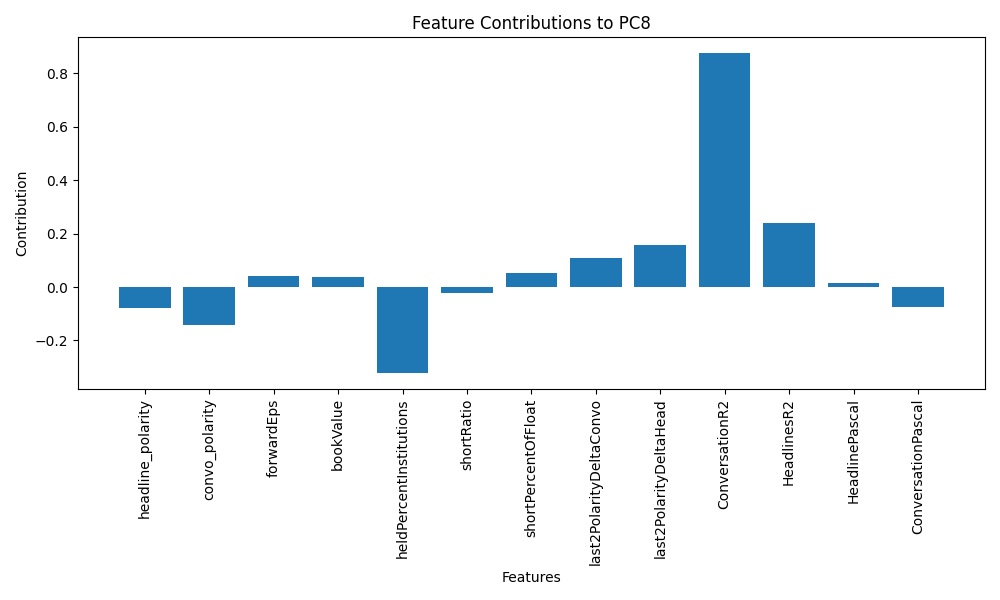 Feature Contributions to PC8
Contribution
0.8
0.6
0.4
0.2
0.0
−0.2
headline_polarity
convo_polarity
forwardEps
bookValue
heldPercentInstitutions
shortRatio
shortPercentOfFloat
last2PolarityDeltaConvo
last2PolarityDeltaHead
ConversationR2
HeadlinesR2
HeadlinePascal
ConversationPascal
Features